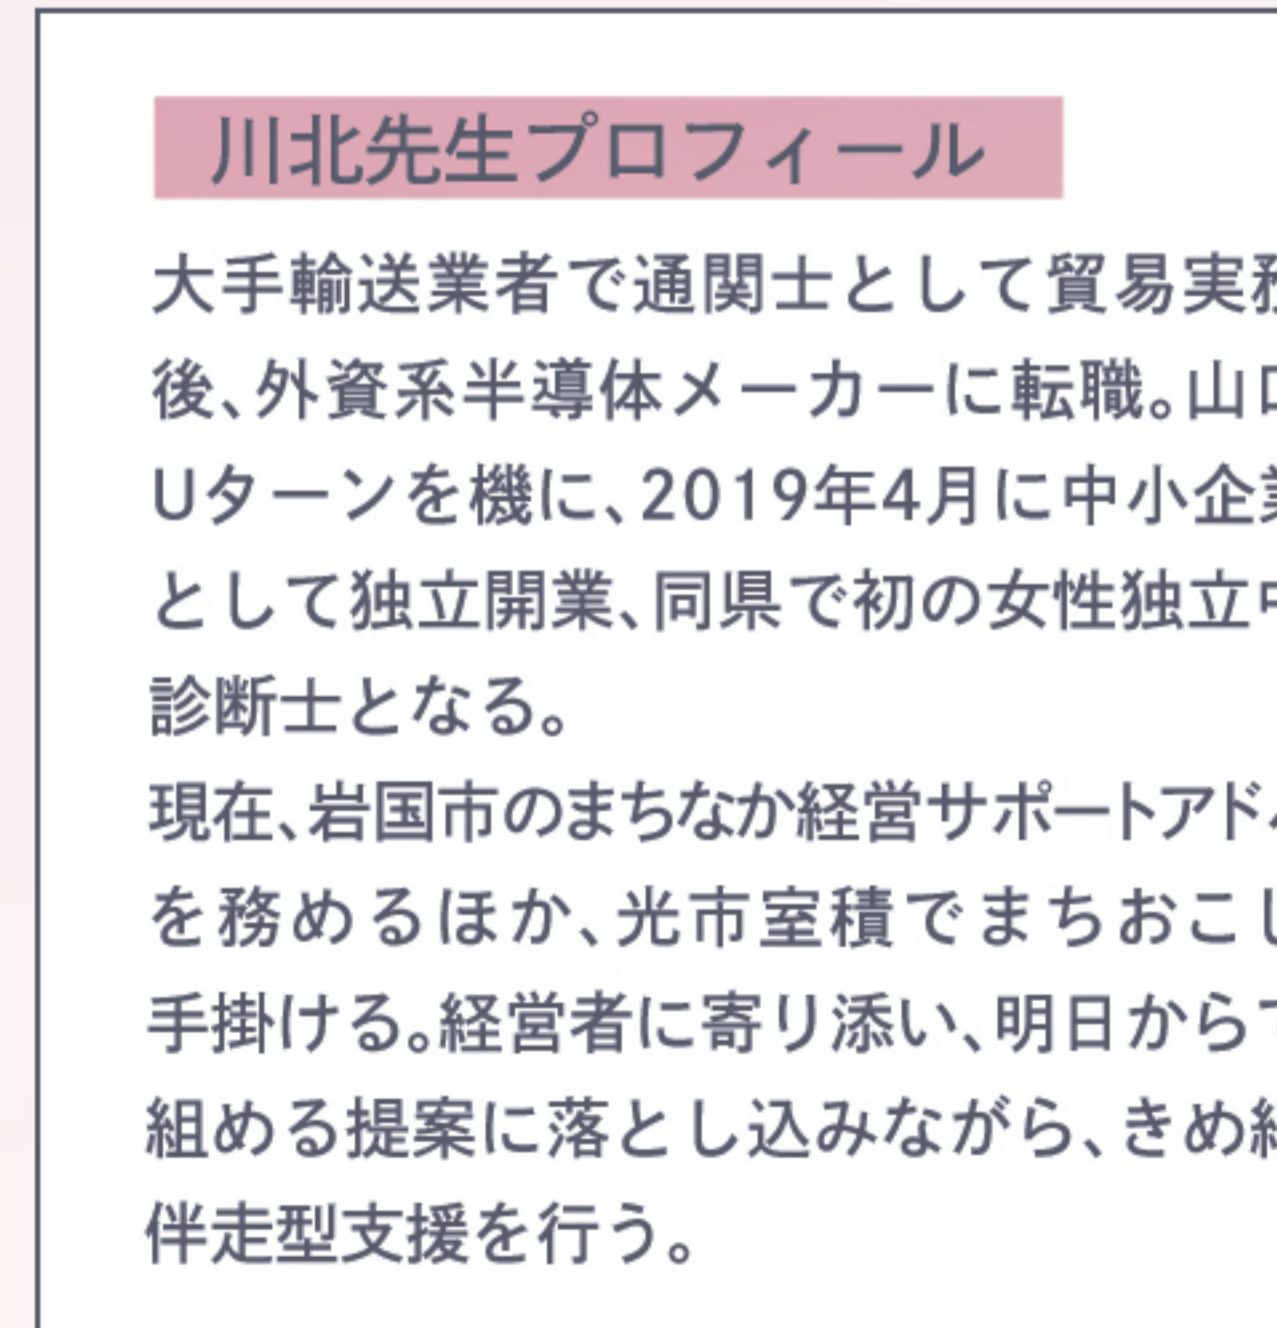 川北先生プロフィール
大手輸送業者で通関士として貿易実務
後、外資系半導体メーカーに転職。山口
Uターンを機に、2019年4月に中小企業
として独立開業、同県で初の女性独立中
診断士となる。
現在、岩国市のまちなか経営サポートアド
を務めるほか、光市室積でまちおこし
手掛ける。経営者に寄り添い、明日から
組める提案に落とし込みながら、きめ
伴走型支援を行う。